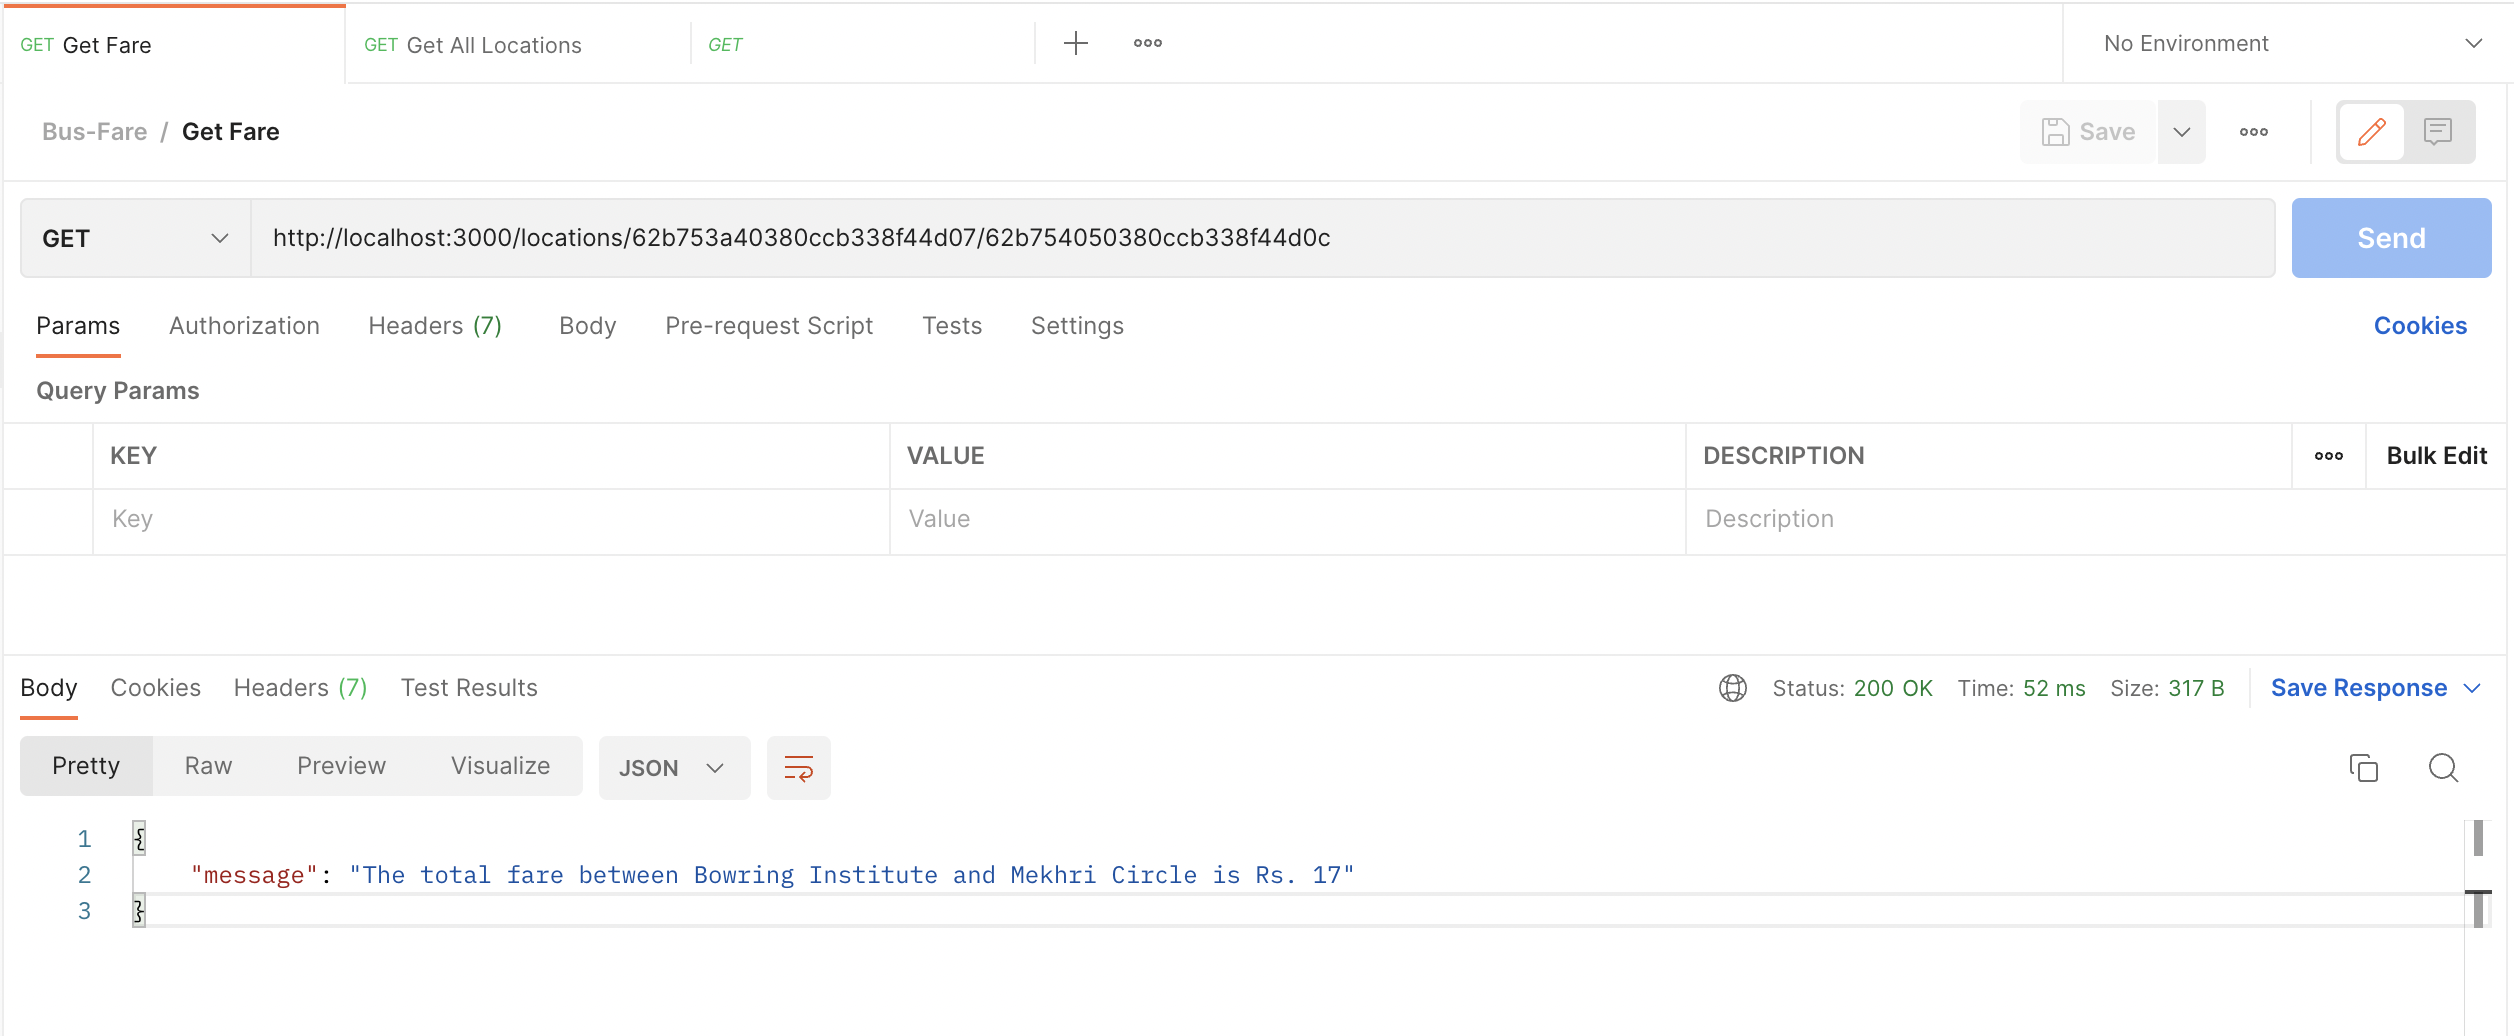 GET Get Fare GET Get All Locations GET No Environment
Bus-Fare / Get Fare Save
GET http://localhost:3000/locations/62b753a40380ccb338f44d07/62b754050380ccb338f44d0c Send
Params Authorization Headers (7) Body Pre-request Script Tests Settings Cookies
Query Params
KEY VALUE DESCRIPTION Bulk Edit
Key Value Description
Body Cookies Headers (7) Test Results Status: 200 OK Time: 52 ms Size: 317 B Save Response
Pretty Raw Preview Visualize JSON
1 {
2 "message": "The total fare between Bowring Institute and Mekhri Circle is Rs. 17"
3 }